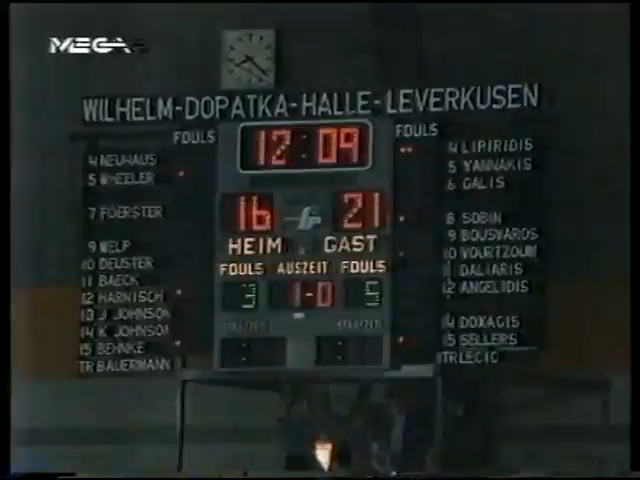 MEGA
WILHELM-DOPATKA-HALLE-LEVERKUSEN
FOULS 12:09 FOULS
4 NEUHAUS
5 WHEELER
7 FOERSTER
9 WELP
10 DEUSTER
11 BAECK
12 HARNISCH
13 J. JOHNSON
14 K. JOHNSON
15 BEHNKE
TR BAUERMANN
16 21
HEIM GAST
FOULS AUSZEIT FOULS
3 1-0 5
4 LIPIRIDIS
5 YANNAKIS
6 GALIS
8 SOBIN
9 BOUSVAROS
10 VOURTZOUM
DALIARIS
12 ANGELIDIS
14 DOXAGIS
15 SELLERS
TR LECIC